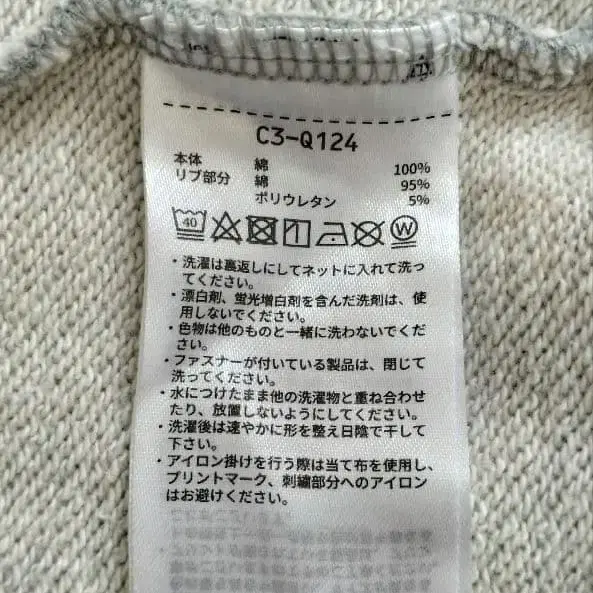 C3-Q124
本体 綿 100%
リブ部分 綿 95%
ポリウレタン 5%
40 W
・洗濯は裏返しにしてネットに入れて洗っ
てください。
・漂白剤、蛍光増白剤を含んだ洗剤は、使
用しないでください。
・色物は他のものと一緒に洗わないでくだ
さい。
・ファスナーが付いている製品は、閉じて
洗ってください。
・水につけたまま他の洗濯物と重ね合わせ
たり、放置しないようにしてください。
・洗濯後は速やかに形を整え日陰で干して
下さい。
・アイロン掛けを行う際は当て布を使用し、
プリントマーク、刺繍部分へのアイロン
はお避けください。